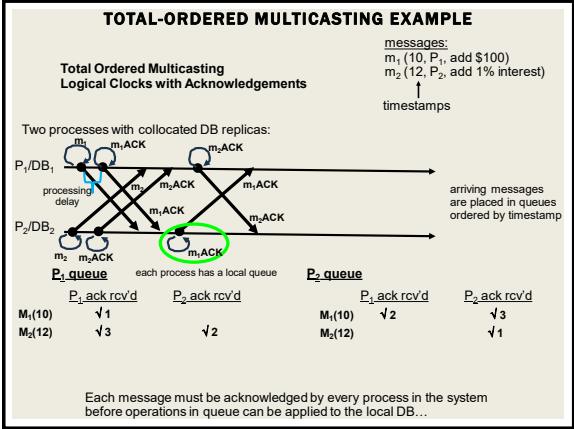 TOTAL-ORDERED MULTICASTING EXAMPLE
messages:
m1 (10, P1, add $100)
m2 (12, P2, add 1% interest)
timestamps
Total Ordered Multicasting
Logical Clocks with Acknowledgements
Two processes with collocated DB replicas:
m1
m1ACK
m2ACK
P1/DB1
processing
delay
m2
m2ACK
m1ACK
m1ACK
m2ACK
arriving messages
are placed in queues
ordered by timestamp
P2/DB2
m2
m2ACK
m1ACK
P1 queue
each process has a local queue
P2 queue
P1 ack rcv'd
P2 ack rcv'd
P1 ack rcv'd
P2 ack rcv'd
M1(10) √1
M1(10) √2 √3
M2(12) √3 √2
M2(12) √1
Each message must be acknowledged by every process in the system
before operations in queue can be applied to the local DB…